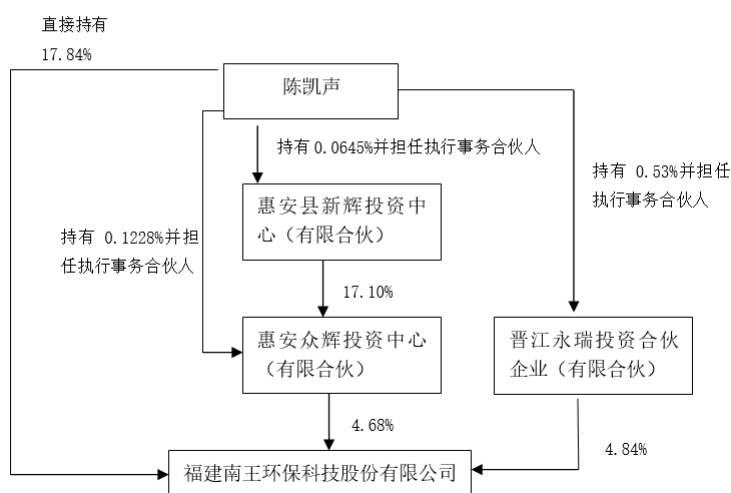 直接持有
17.84%
陈凯声
持有 0.0645%并担任执行事务合伙人
持有 0.53%并担任
执行事务合伙人
惠安县新辉投资中
心（有限合伙）
持有 0.1228%并担
任执行事务合伙人
17.10%
惠安众辉投资中心
（有限合伙）
晋江永瑞投资合伙
企业（有限合伙）
4.68%
4.84%
福建南王环保科技股份有限公司